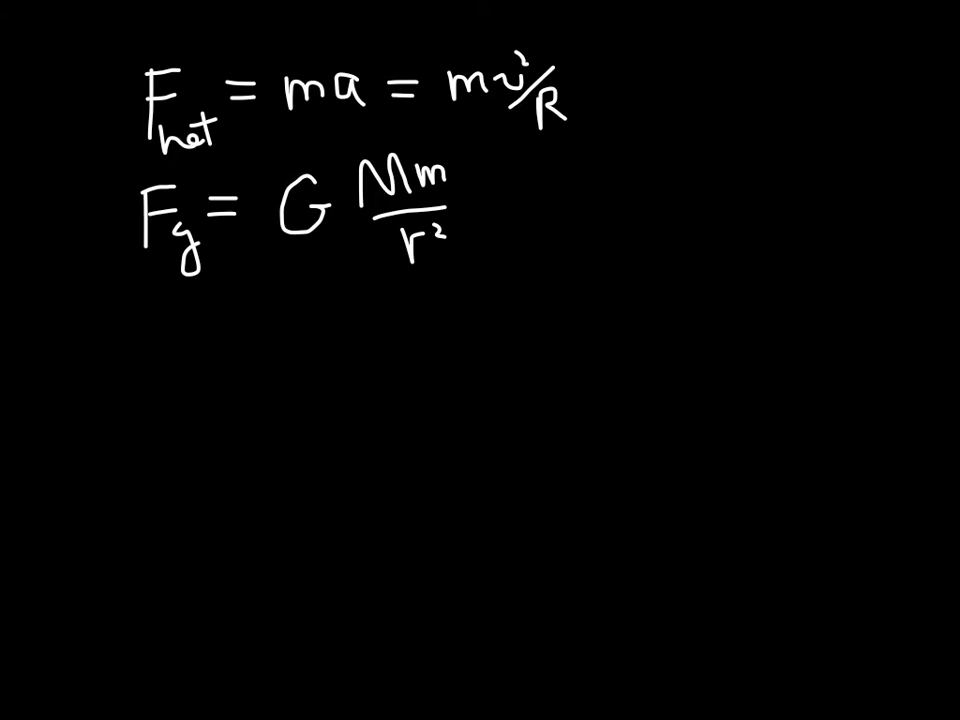 F_net = ma = mv²/R
F_g = G Mm/r²